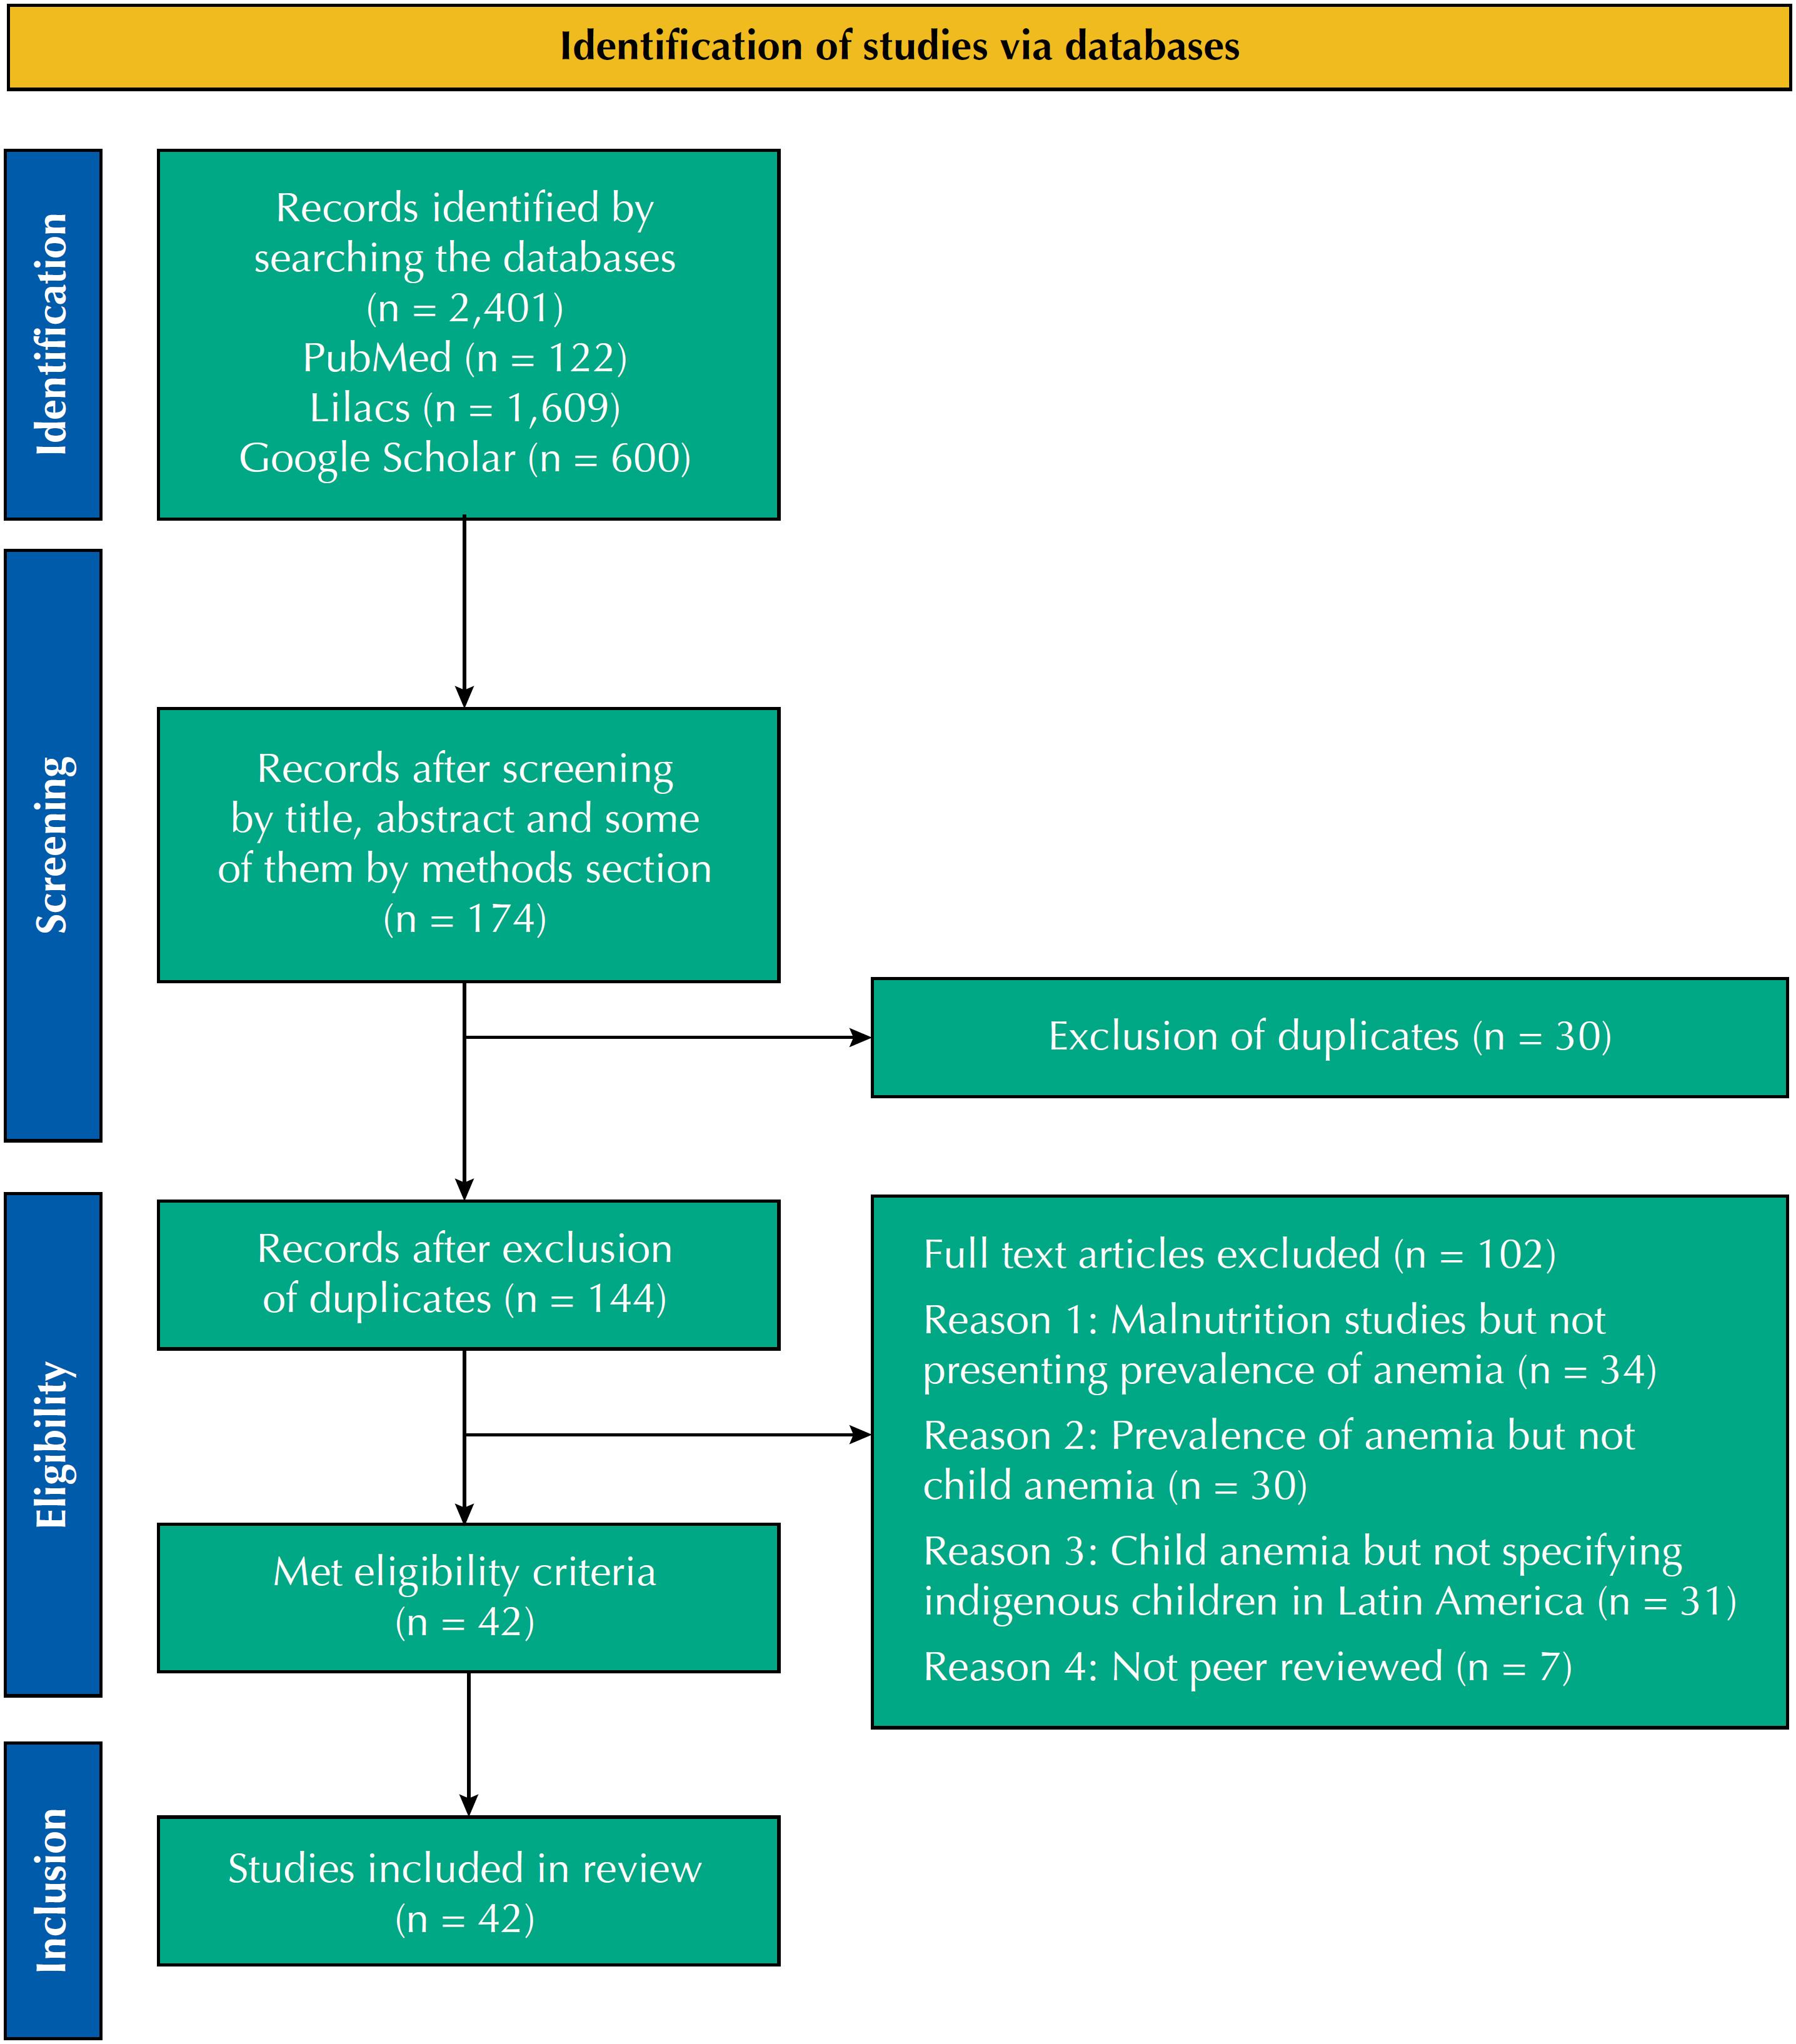 Identification of studies via databases
Identification
Records identified by
searching the databases
(n = 2,401)
PubMed (n = 122)
Lilacs (n = 1,609)
Google Scholar (n = 600)
Screening
Records after screening
by title, abstract and some
of them by methods section
(n = 174)
Exclusion of duplicates (n = 30)
Eligibility
Records after exclusion
of duplicates (n = 144)
Full text articles excluded (n = 102)
Reason 1: Malnutrition studies but not
presenting prevalence of anemia (n = 34)
Reason 2: Prevalence of anemia but not
child anemia (n = 30)
Reason 3: Child anemia but not specifying
indigenous children in Latin America (n = 31)
Reason 4: Not peer reviewed (n = 7)
Met eligibility criteria
(n = 42)
Inclusion
Studies included in review
(n = 42)